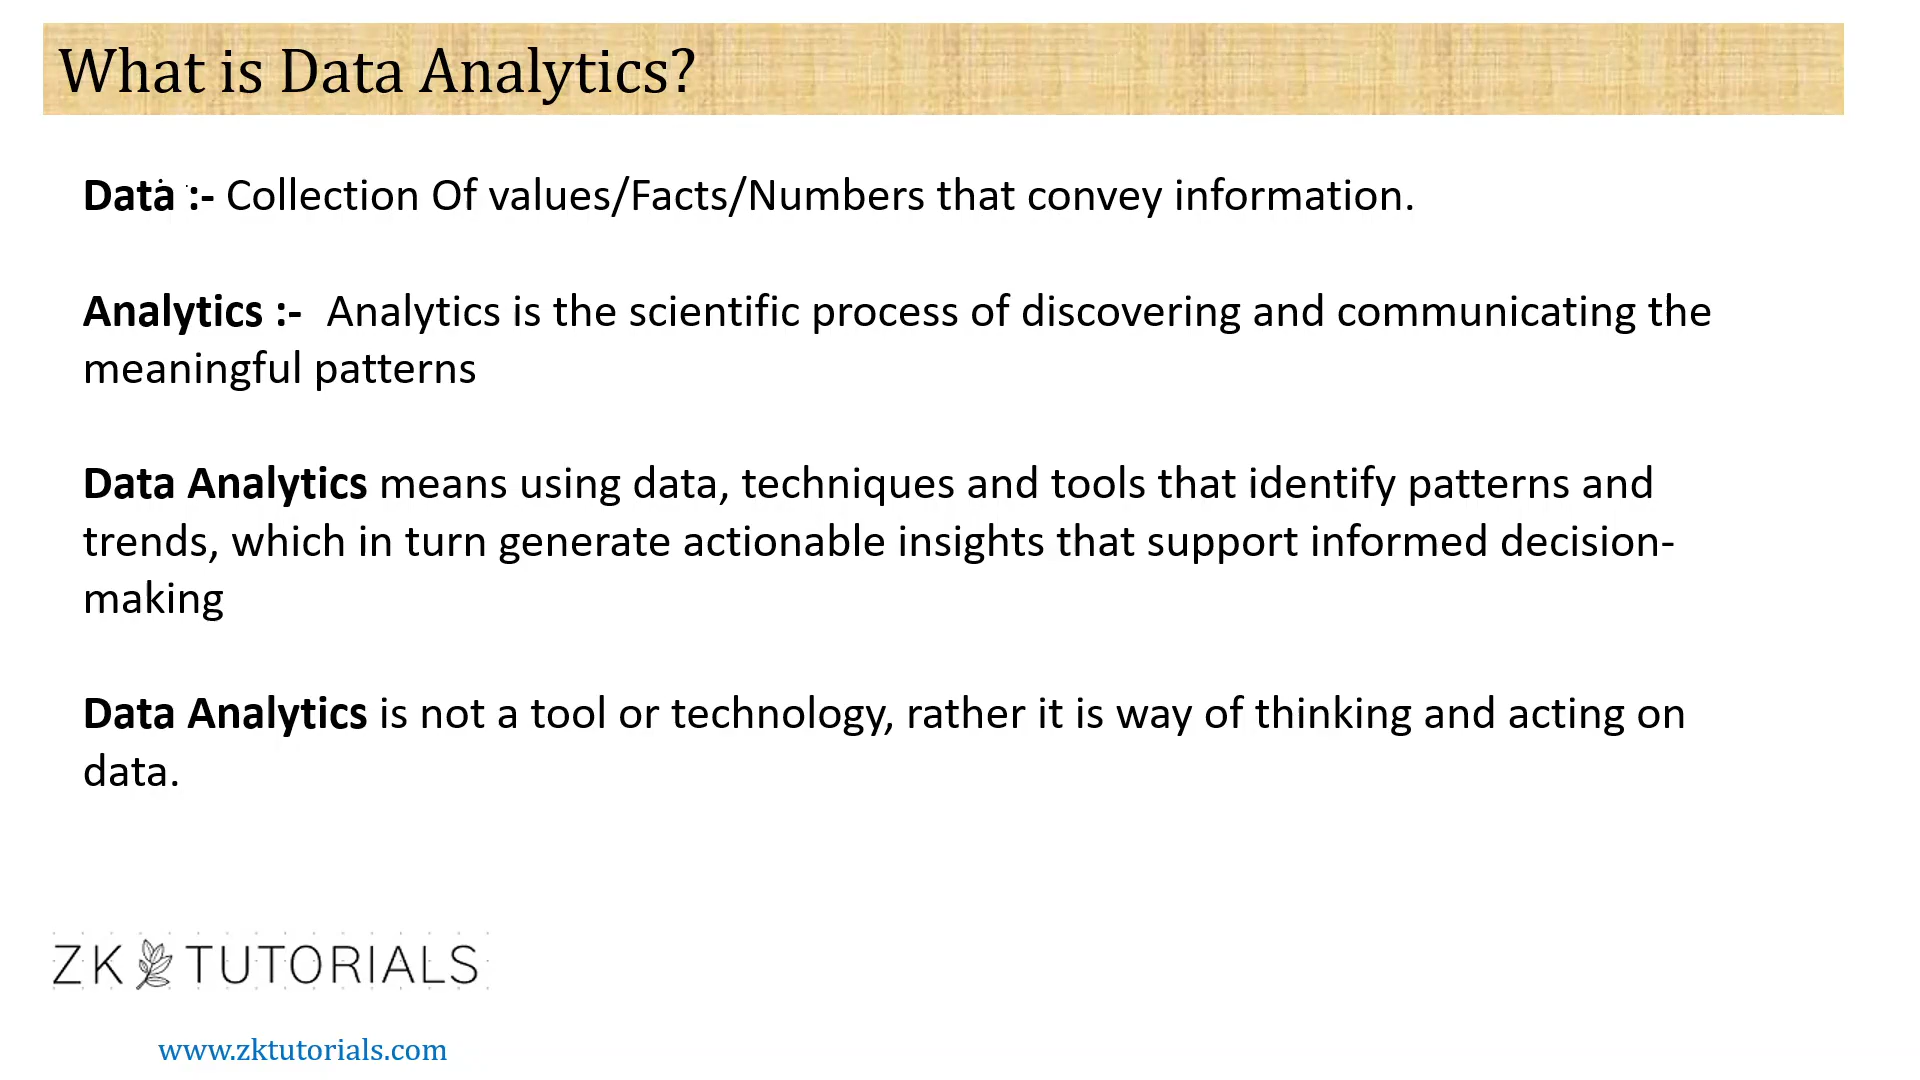 What is Data Analytics?
Data :- Collection Of values/Facts/Numbers that convey information.
Analytics :- Analytics is the scientific process of discovering and communicating the
meaningful patterns
Data Analytics means using data, techniques and tools that identify patterns and
trends, which in turn generate actionable insights that support informed decision-
making
Data Analytics is not a tool or technology, rather it is way of thinking and acting on
data.
ZK TUTORIALS
www.zktutorials.com